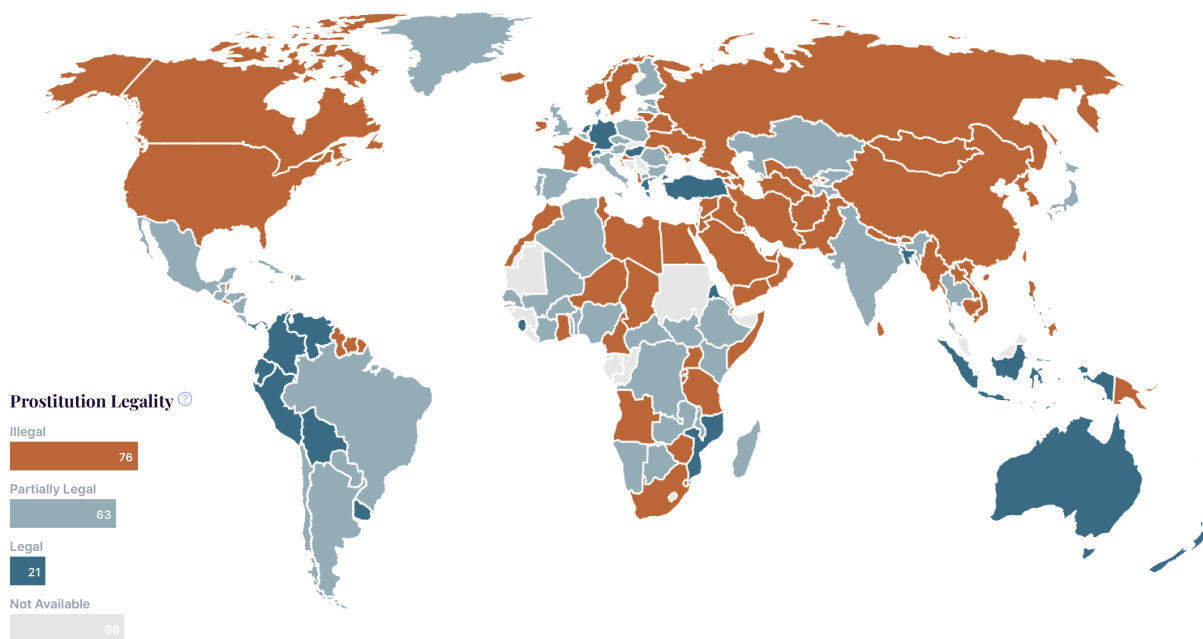 Prostitution Legality ?
Illegal
76
Partially Legal
63
Legal
21
Not Available
68